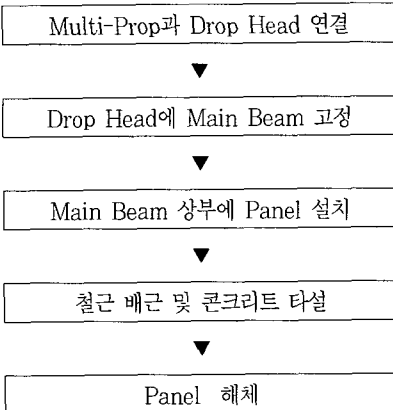 Multi-Prop과 Drop Head 연결
▼
Drop Head에 Main Beam 고정
▼
Main Beam 상부에 Panel 설치
▼
철근 배근 및 콘크리트 타설
▼
Panel 해체